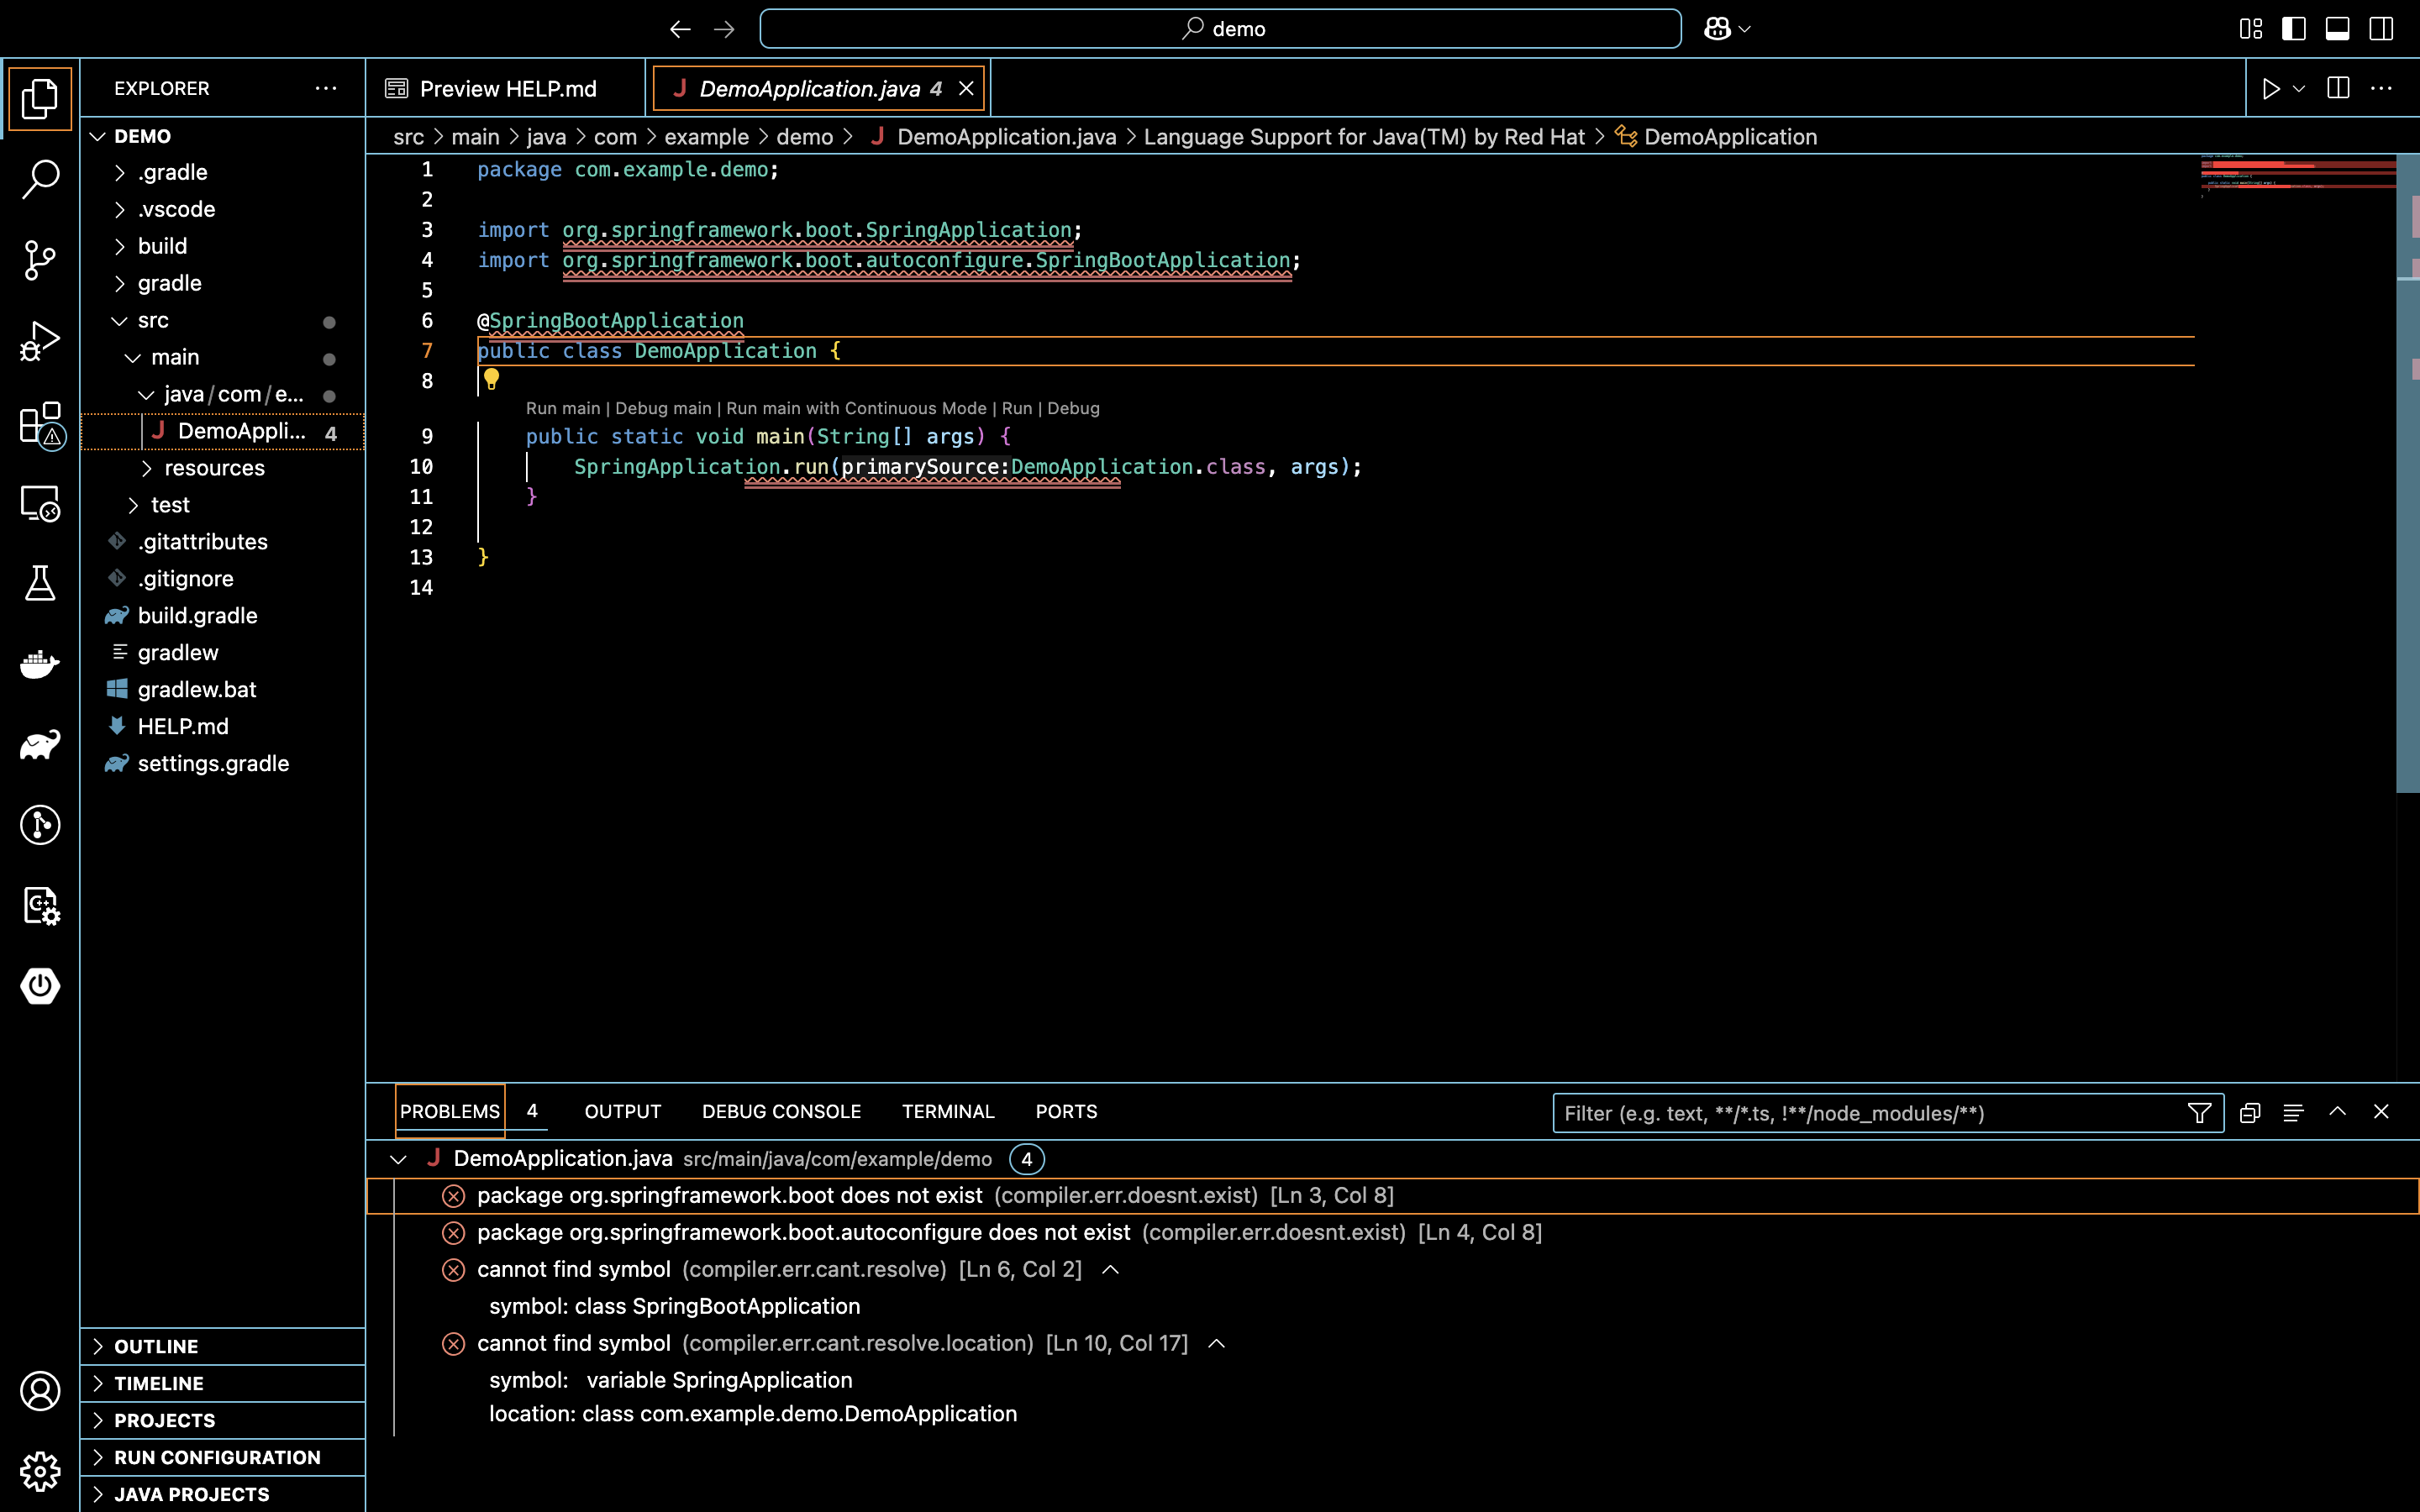 demo
EXPLORER
Preview HELP.md
DemoApplication.java 4
DEMO
.gradle
.vscode
build
gradle
src
main
java/com/e...
DemoAppli... 4
resources
test
.gitattributes
.gitignore
build.gradle
gradlew
gradlew.bat
HELP.md
settings.gradle
OUTLINE
TIMELINE
PROJECTS
RUN CONFIGURATION
JAVA PROJECTS
src > main > java > com > example > demo > DemoApplication.java > Language Support for Java(TM) by Red Hat > DemoApplication
1 package com.example.demo;
2
3 import org.springframework.boot.SpringApplication;
4 import org.springframework.boot.autoconfigure.SpringBootApplication;
5
6 @SpringBootApplication
7 public class DemoApplication {
8
Run main | Debug main | Run main with Continuous Mode | Run | Debug
9 public static void main(String[] args) {
10 SpringApplication.run(primarySource:DemoApplication.class, args);
11 }
12
13 }
14
PROBLEMS 4 OUTPUT DEBUG CONSOLE TERMINAL PORTS
Filter (e.g. text, **/*.ts, !**/node_modules/**)
DemoApplication.java src/main/java/com/example/demo 4
package org.springframework.boot does not exist (compiler.err.doesnt.exist) [Ln 3, Col 8]
package org.springframework.boot.autoconfigure does not exist (compiler.err.doesnt.exist) [Ln 4, Col 8]
cannot find symbol (compiler.err.cant.resolve) [Ln 6, Col 2]
symbol: class SpringBootApplication
cannot find symbol (compiler.err.cant.resolve.location) [Ln 10, Col 17]
symbol: variable SpringApplication
location: class com.example.demo.DemoApplication